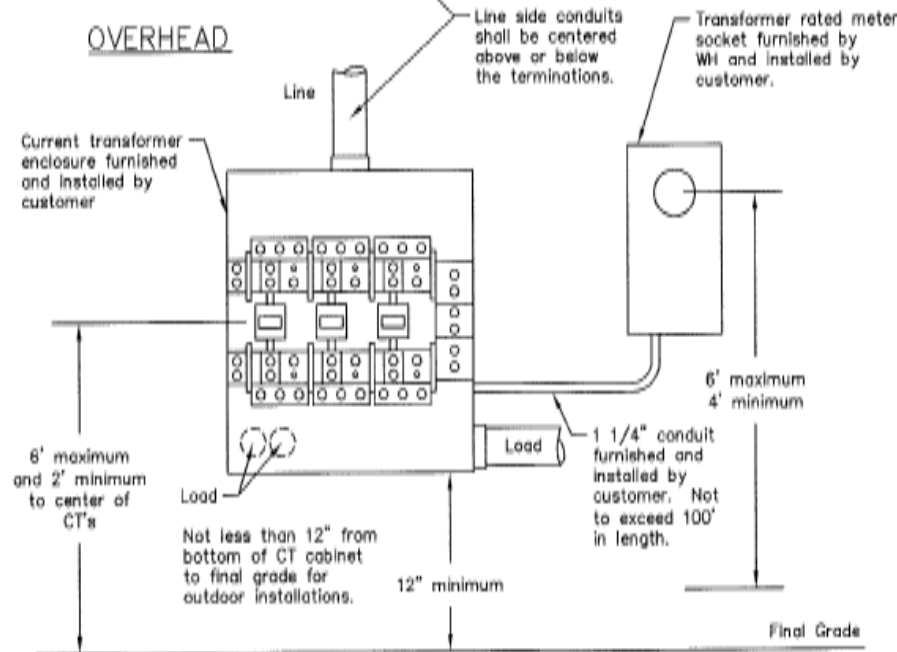 OVERHEAD
Line side conduits
shall be centered
above or below
the terminations.
Transformer rated meter
socket furnished by
WH and installed by
customer.
Line
Current transformer
enclosure furnished
and installed by
customer
6' maximum
4' minimum
6' maximum
and 2' minimum
to center of
CT's
Load
Load
1 1/4" conduit
furnished and
installed by
customer. Not
to exceed 100'
in length.
Not less than 12" from
bottom of CT cabinet
to final grade for
outdoor installations.
12" minimum
Final Grade